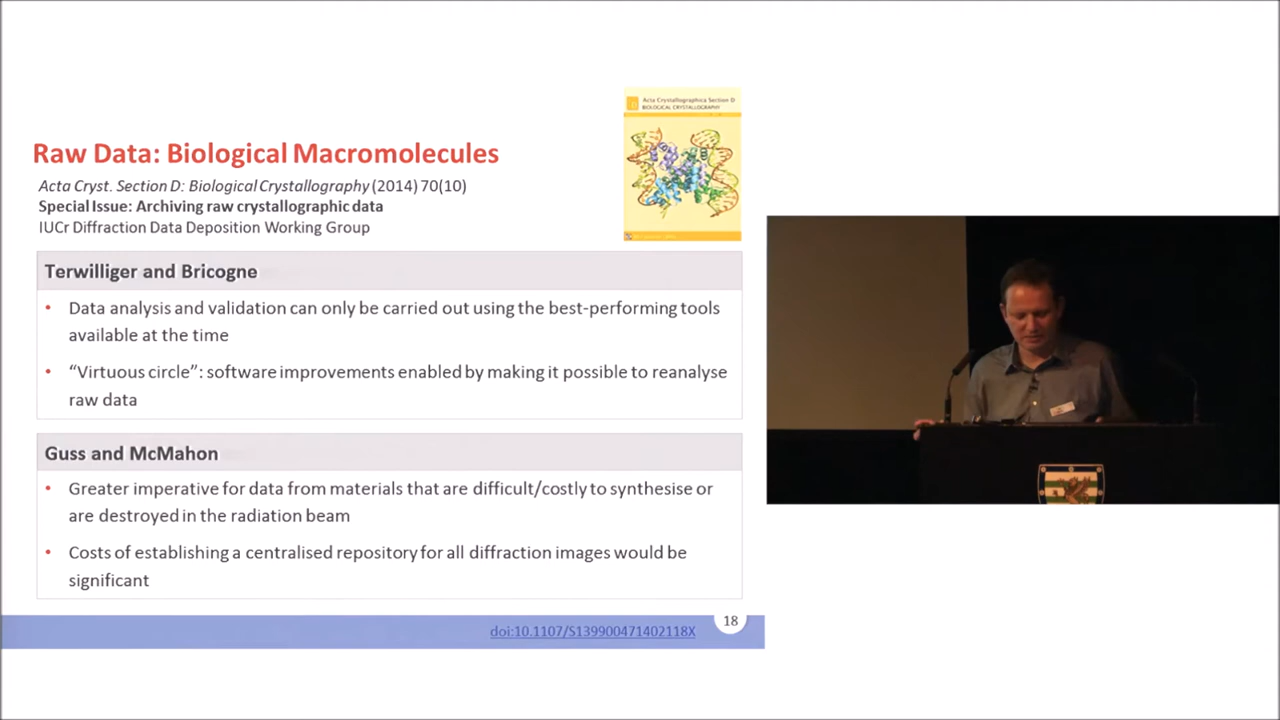 Acta Crystallographica Section D
BIOLOGICAL CRYSTALLOGRAPHY
Raw Data: Biological Macromolecules
Acta Cryst. Section D: Biological Crystallography (2014) 70(10)
Special Issue: Archiving raw crystallographic data
IUCr Diffraction Data Deposition Working Group
Terwilliger and Bricogne
• Data analysis and validation can only be carried out using the best-performing tools
available at the time
• “Virtuous circle”: software improvements enabled by making it possible to reanalyse
raw data
Guss and McMahon
• Greater imperative for data from materials that are difficult/costly to synthesise or
are destroyed in the radiation beam
• Costs of establishing a centralised repository for all diffraction images would be
significant
doi:10.1107/S139900471402118X
18